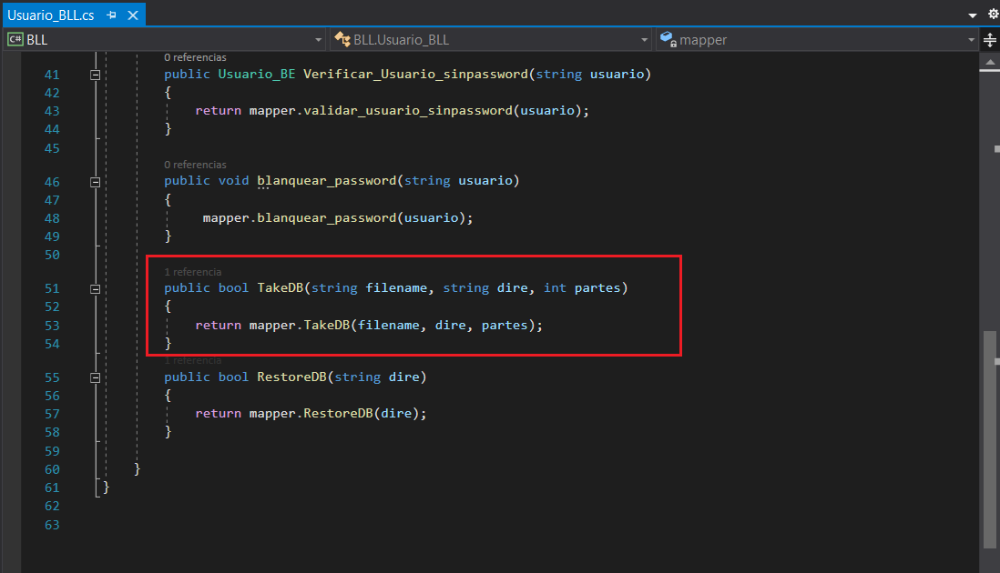 Usuario_BLL.cs
C# BLL
BLL.Usuario_BLL
mapper
0 referencias
41 public Usuario_BE Verificar_Usuario_sinpassword(string usuario)
42 {
43 return mapper.validar_usuario_sinpassword(usuario);
44 }
45
0 referencias
46 public void blanquear_password(string usuario)
47 {
48 mapper.blanquear_password(usuario);
49 }
50
1 referencia
51 public bool TakeDB(string filename, string dire, int partes)
52 {
53 return mapper.TakeDB(filename, dire, partes);
54 }
1 referencia
55 public bool RestoreDB(string dire)
56 {
57 return mapper.RestoreDB(dire);
58 }
59
60 }
61 }
62
63